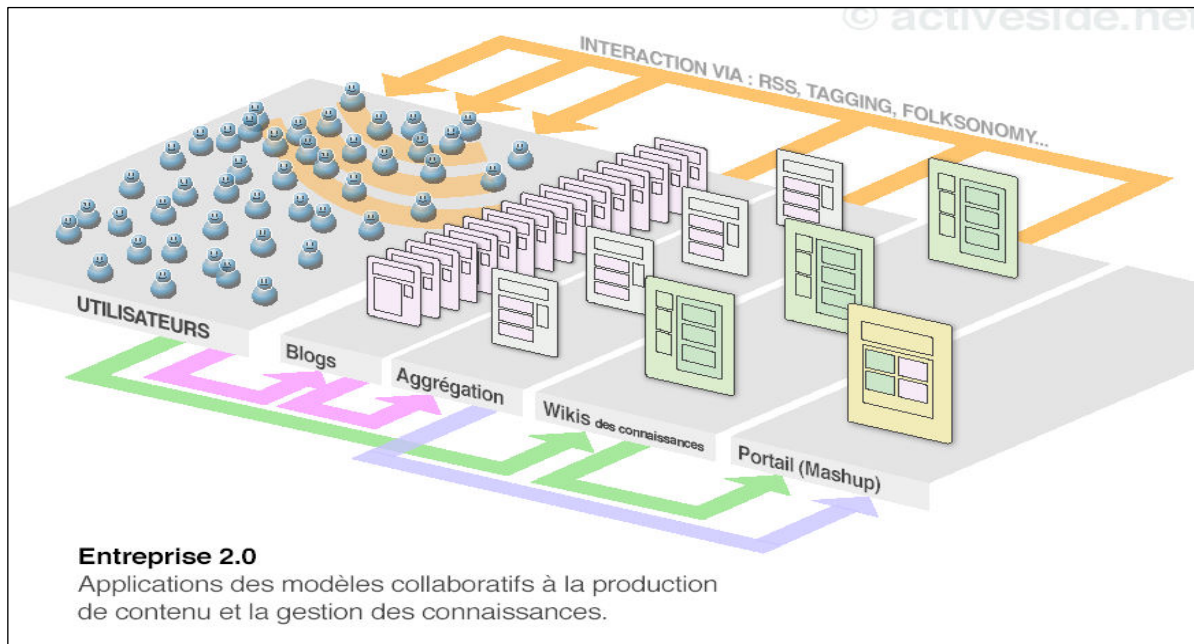 © activeside.net
INTERACTION VIA : RSS, TAGGING, FOLKSONOMY...
UTILISATEURS
Blogs
Aggrégation
Wikis des connaissances
Portail (Mashup)
Entreprise 2.0
Applications des modèles collaboratifs à la production
de contenu et la gestion des connaissances.